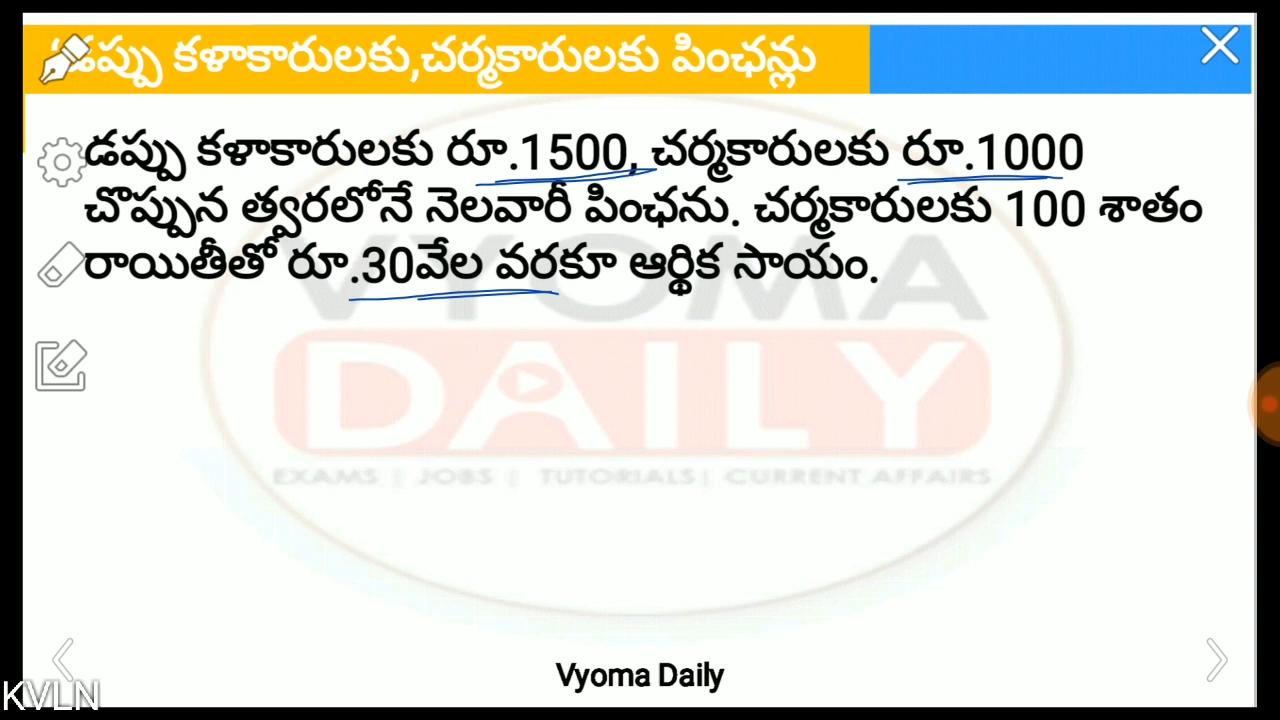 డప్పు కళాకారులకు,చర్మకారులకు పింఛన్లు
డప్పు కళాకారులకు రూ.1500, చర్మకారులకు రూ.1000
చొప్పున త్వరలోనే నెలవారీ పింఛను. చర్మకారులకు 100 శాతం
రాయితీతో రూ.30వేల వరకూ ఆర్థిక సాయం.
VYOMA
DAILY
EXAMS | JOBS | TUTORIALS | CURRENT AFFAIRS
Vyoma Daily
KVLN